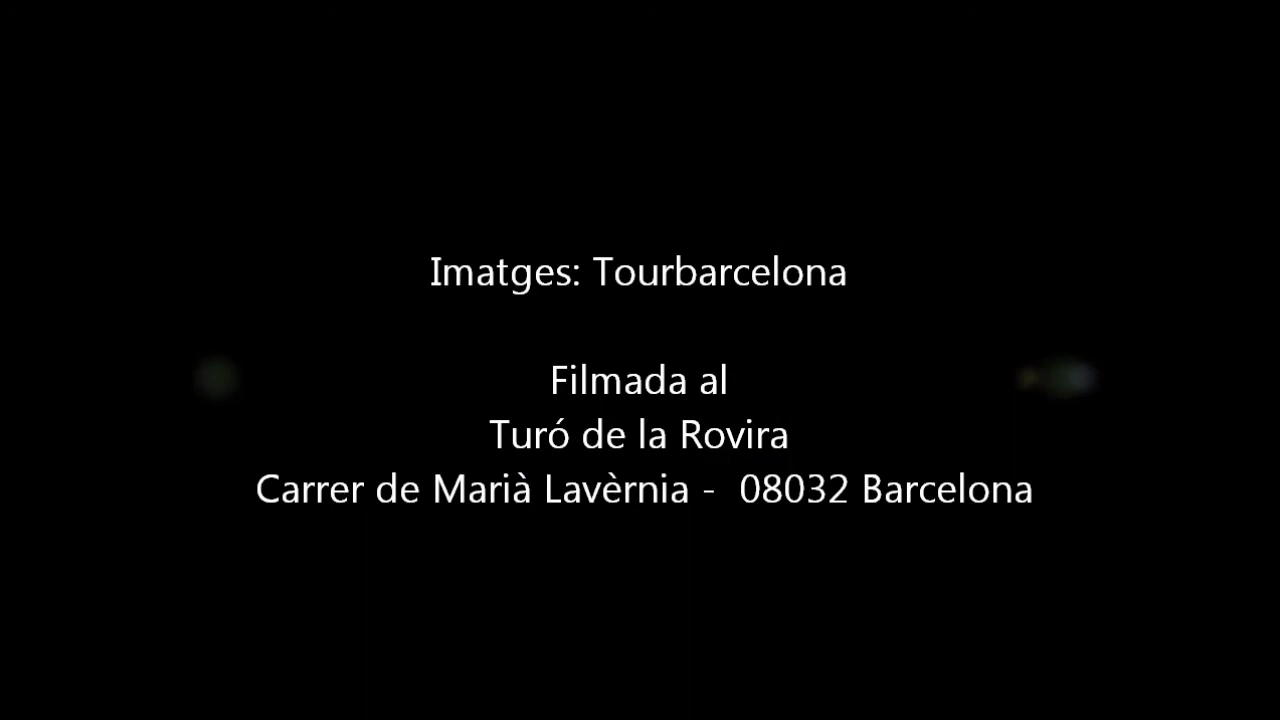 Imatges: Tourbarcelona
Filmada al
Turó de la Rovira
Carrer de Marià Lavèrnia -  08032 Barcelona